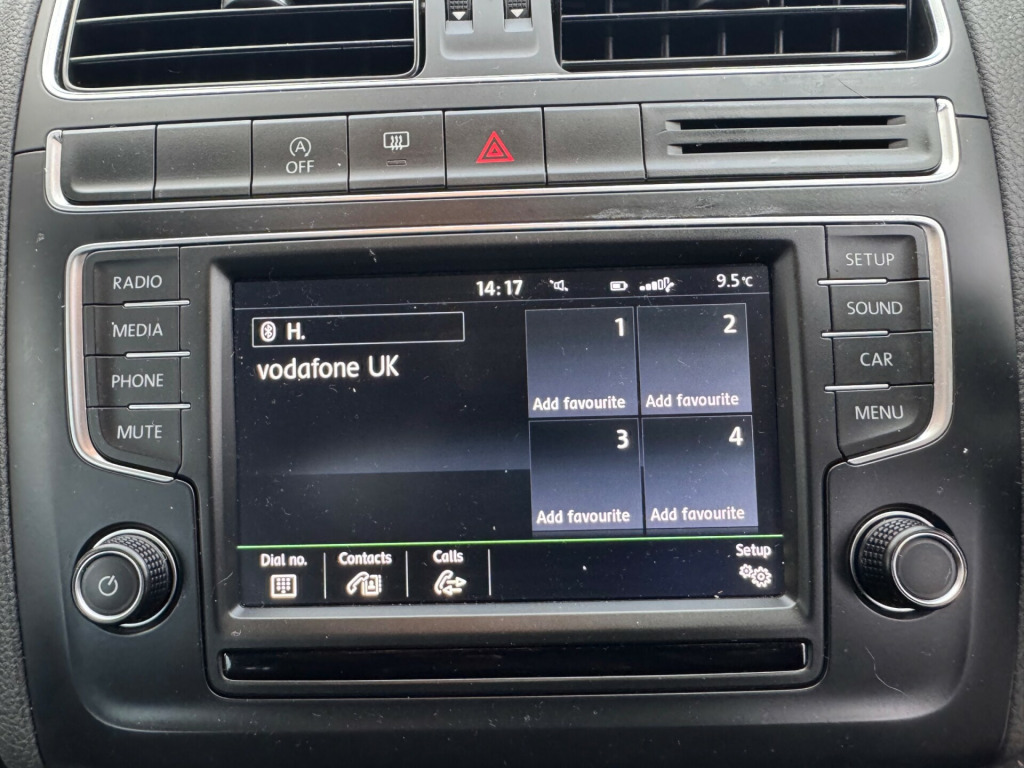 A
OFF
RADIO
MEDIA
PHONE
MUTE
SETUP
SOUND
CAR
MENU
14:17
9.5°C
H.
vodafone UK
1
Add favourite
2
Add favourite
3
Add favourite
4
Add favourite
Dial no.
Contacts
Calls
Setup